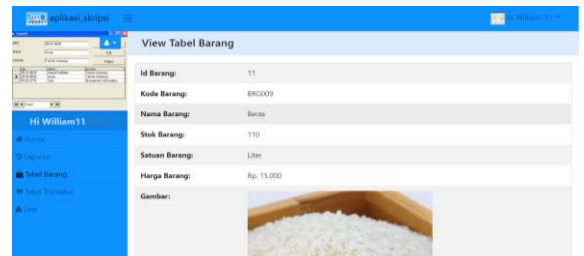 aplikasi_skripsi
Hi William11 !
View Tabel Barang
Id Barang: 11
Kode Barang: BRG009
Nama Barang: Beras
Stok Barang: 110
Satuan Barang: Liter
Harga Barang: Rp. 15.000
Gambar:
Hi William11
Home
Laporan
Tabel Barang
Tabel Transaksi
User